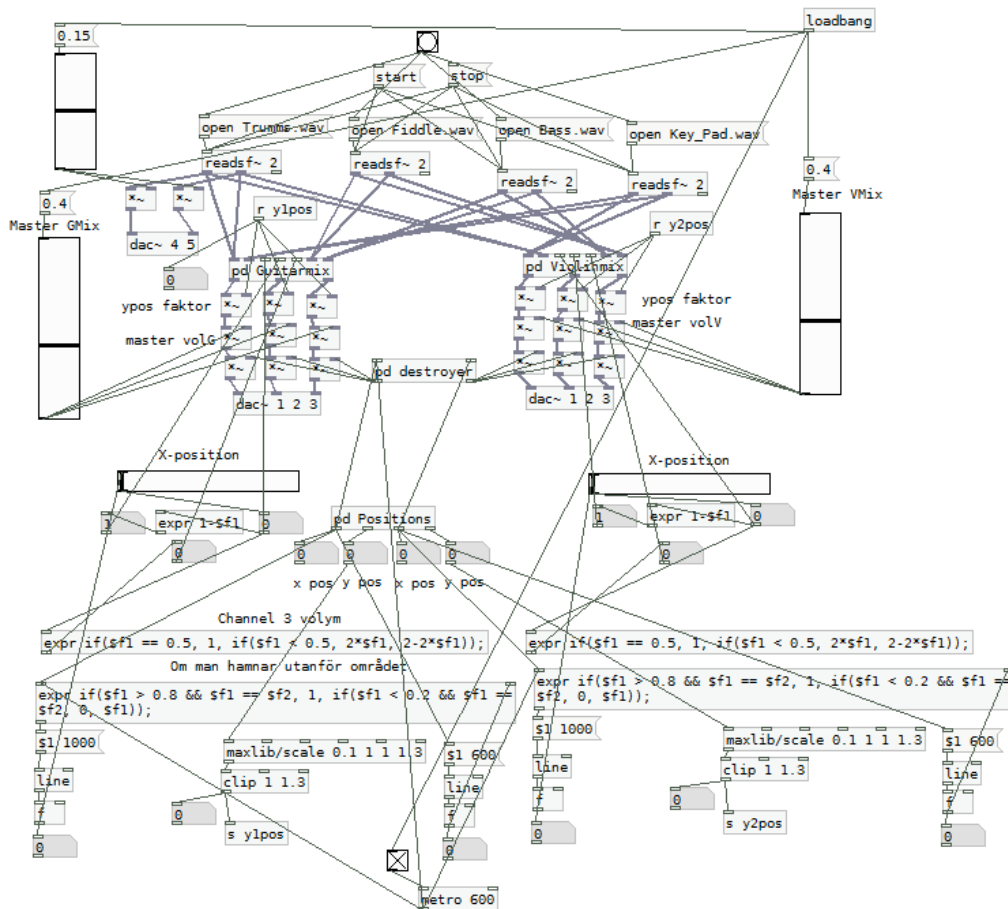 loadbang
0.15
start
stop
open Trumms.wav
open Fiddle.wav
open Bass.wav
open Key_Pad.wav
readsf~ 2
readsf~ 2
readsf~ 2
readsf~ 2
0.4
0.4
Master GMix
Master VMix
*~
*~
r y1pos
r y2pos
dac~ 4 5
pd Guitarmix
pd Violinmix
0
*~
*~
*~
*~
*~
*~
ypos faktor
ypos faktor
*~
*~
*~
*~
*~
*~
master volG
master volV
*~
*~
*~
pd destroyer
*~
*~
*~
dac~ 1 2 3
dac~ 1 2 3
X-position
X-position
1
expr 1-$f1
0
pd Positions
1
expr 1-$f1
0
0
0
0
0
0
0
x pos
y pos
x pos
y pos
Channel 3 volym
expr if($f1 == 0.5, 1, if($f1 < 0.5, 2*$f1, 2-2*$f1));
expr if($f1 == 0.5, 1, if($f1 < 0.5, 2*$f1, 2-2*$f1));
Om man hamnar utanför området
expr if($f1 > 0.8 && $f1 == $f2, 1, if($f1 < 0.2 && $f1 ==
$f2, 0, $f1));
expr if($f1 > 0.8 && $f1 == $f2, 1, if($f1 < 0.2 && $f1 ==
$f2, 0, $f1));
$1 1000
maxlib/scale 0.1 1 1 1.3
$1 600
$1 1000
maxlib/scale 0.1 1 1 1.3
$1 600
line
clip 1 1.3
line
line
clip 1 1.3
line
f
0
f
f
0
f
0
s y1pos
0
0
s y2pos
0
metro 600